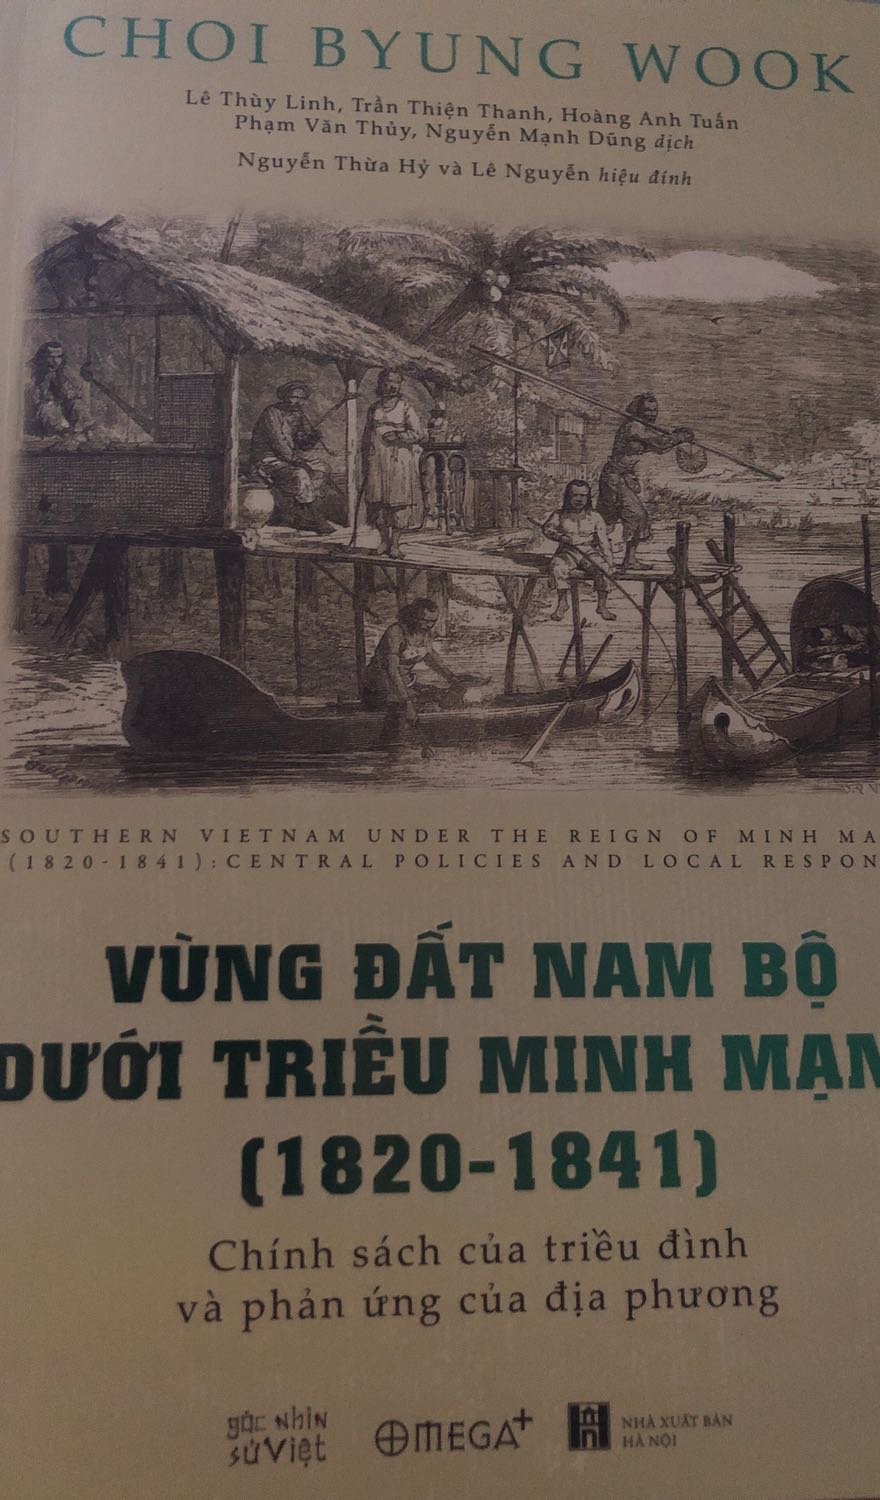 CHOI BYUNG WOOK
Lê Thùy Linh, Trần Thiện Thanh, Hoàng Anh Tuấn
Phạm Văn Thủy, Nguyễn Mạnh Dũng dịch
Nguyễn Thừa Hỷ và Lê Nguyễn hiệu đính
SOUTHERN VIETNAM UNDER THE REIGN OF MINH MA
(1820-1841): CENTRAL POLICIES AND LOCAL RESPON
VÙNG ĐẤT NAM BỘ
DƯỚI TRIỀU MINH MẠN
(1820-1841)
Chính sách của triều đình
và phản ứng của địa phương
góc nhìn
sử Việt
OMEGA+
NHÀ XUẤT BẢN
HÀ NỘI